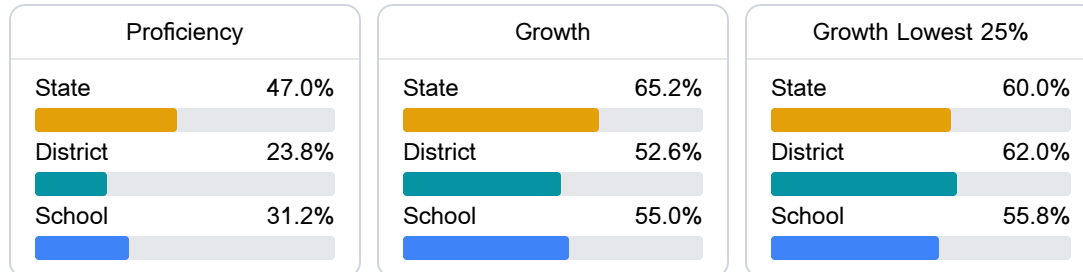 Proficiency
State 47.0%
District 23.8%
School 31.2%
Growth
State 65.2%
District 52.6%
School 55.0%
Growth Lowest 25%
State 60.0%
District 62.0%
School 55.8%